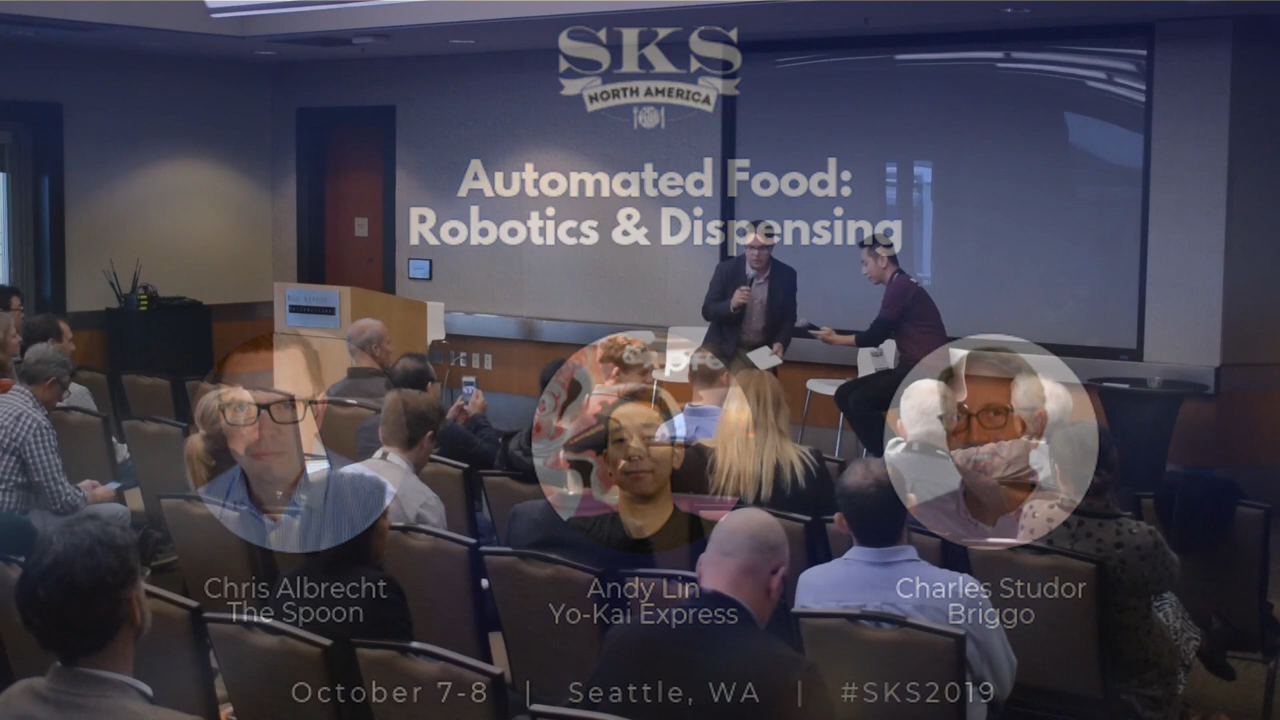 SKS
NORTH AMERICA
Automated Food:
Robotics & Dispensing
Chris Albrecht
The Spoon
Andy Lin
Yo-Kai Express
Charles Studor
Briggo
October 7-8 | Seattle, WA | #SKS2019